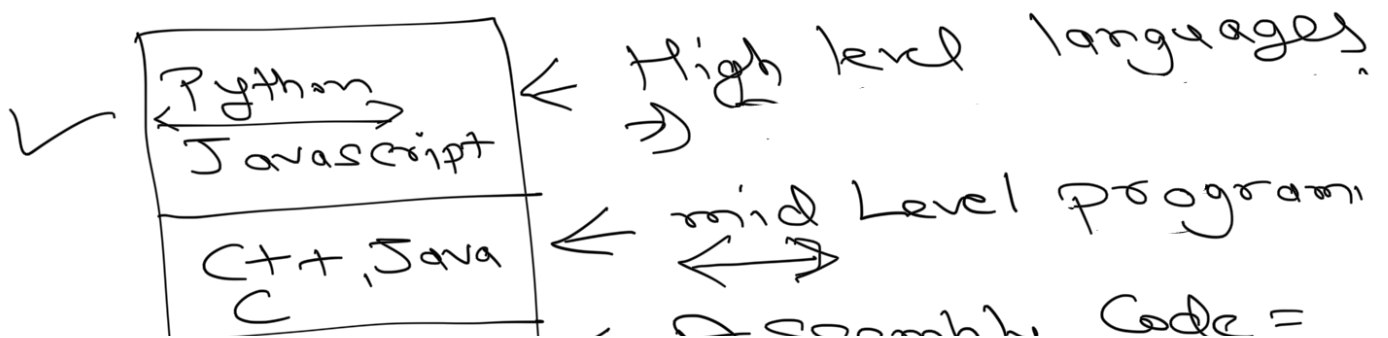 Python ← High level languages
Javascript
C++, Java ← mid Level program
C
Assembly Code =